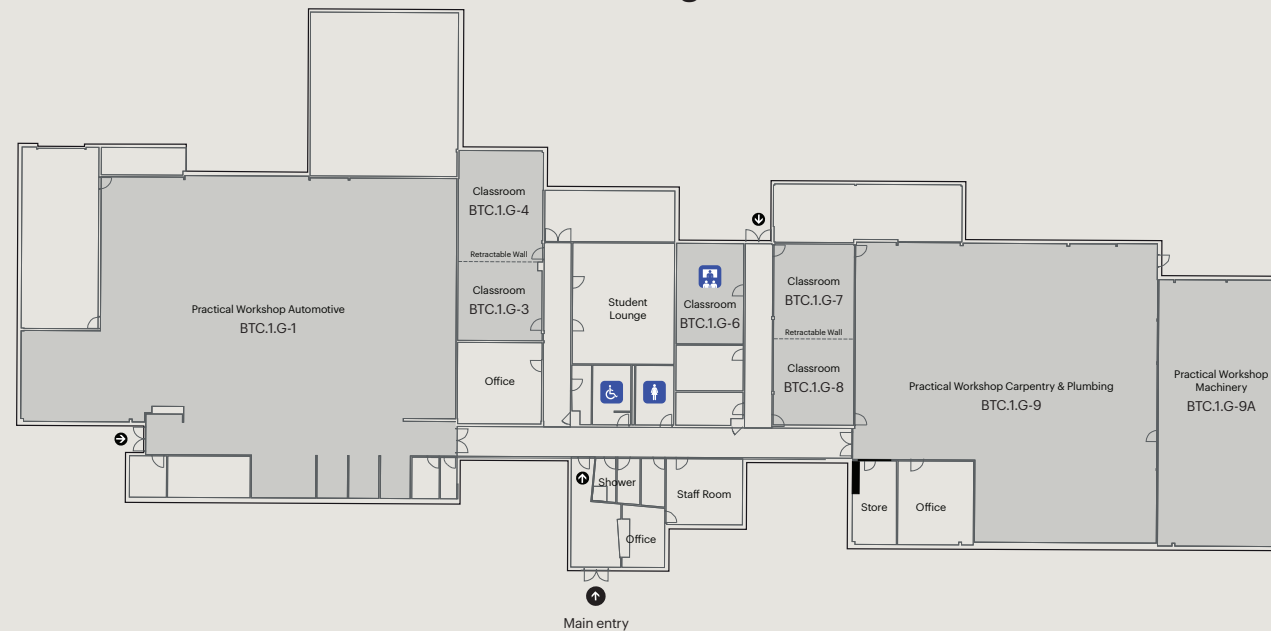 Classroom
BTC.1.G-4
Retractable Wall
Classroom
BTC.1.G-3
Practical Workshop Automotive
BTC.1.G-1
Office
Student
Lounge
Classroom
BTC.1.G-6
Classroom
BTC.1.G-7
Retractable Wall
Classroom
BTC.1.G-8
Practical Workshop Carpentry & Plumbing
BTC.1.G-9
Practical Workshop
Machinery
BTC.1.G-9A
Shower
Staff Room
Office
Store
Office
Main entry